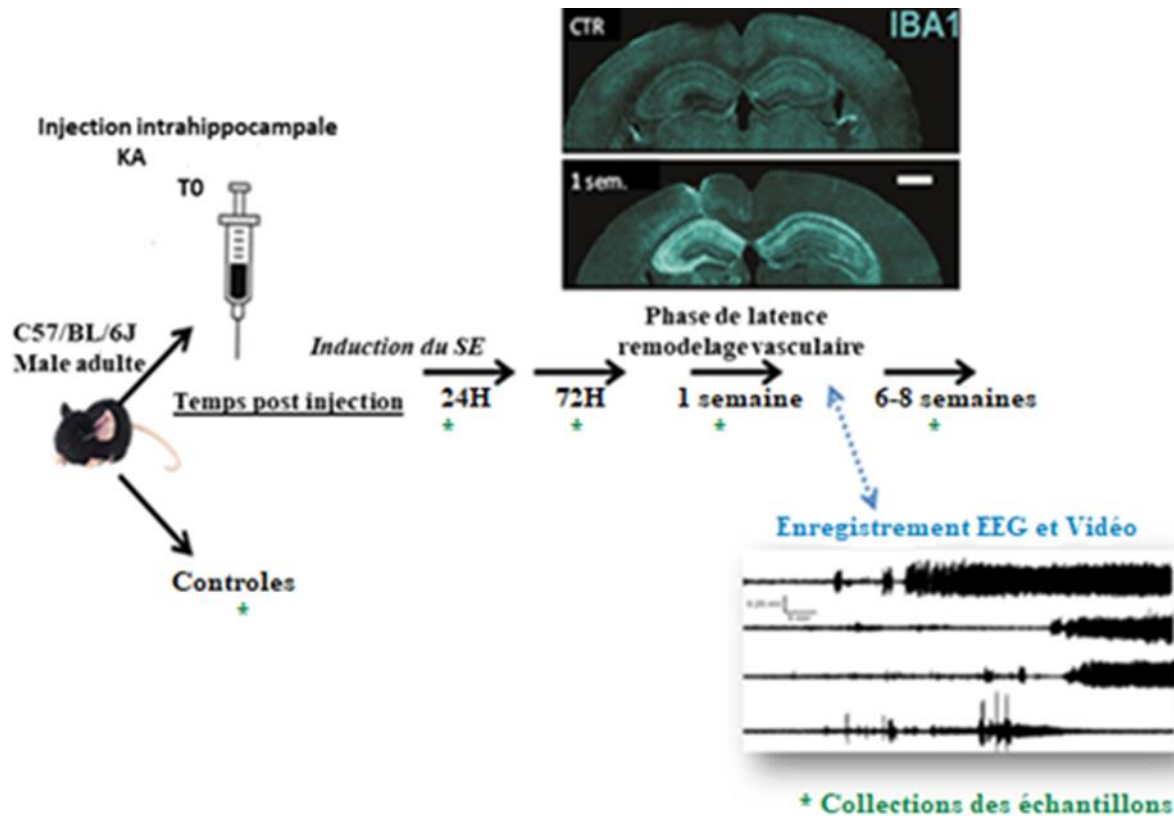 CTR
IBA1
1 sem.
Injection intrahippocampale
KA
T0
C57/BL/6J
Male adulte
Induction du SE
Phase de latence
remodelage vasculaire
Temps post injection
24H
72H
1 semaine
6-8 semaines
*
*
*
*
Enregistrement EEG et Vidéo
Controles
*
* Collections des échantillons